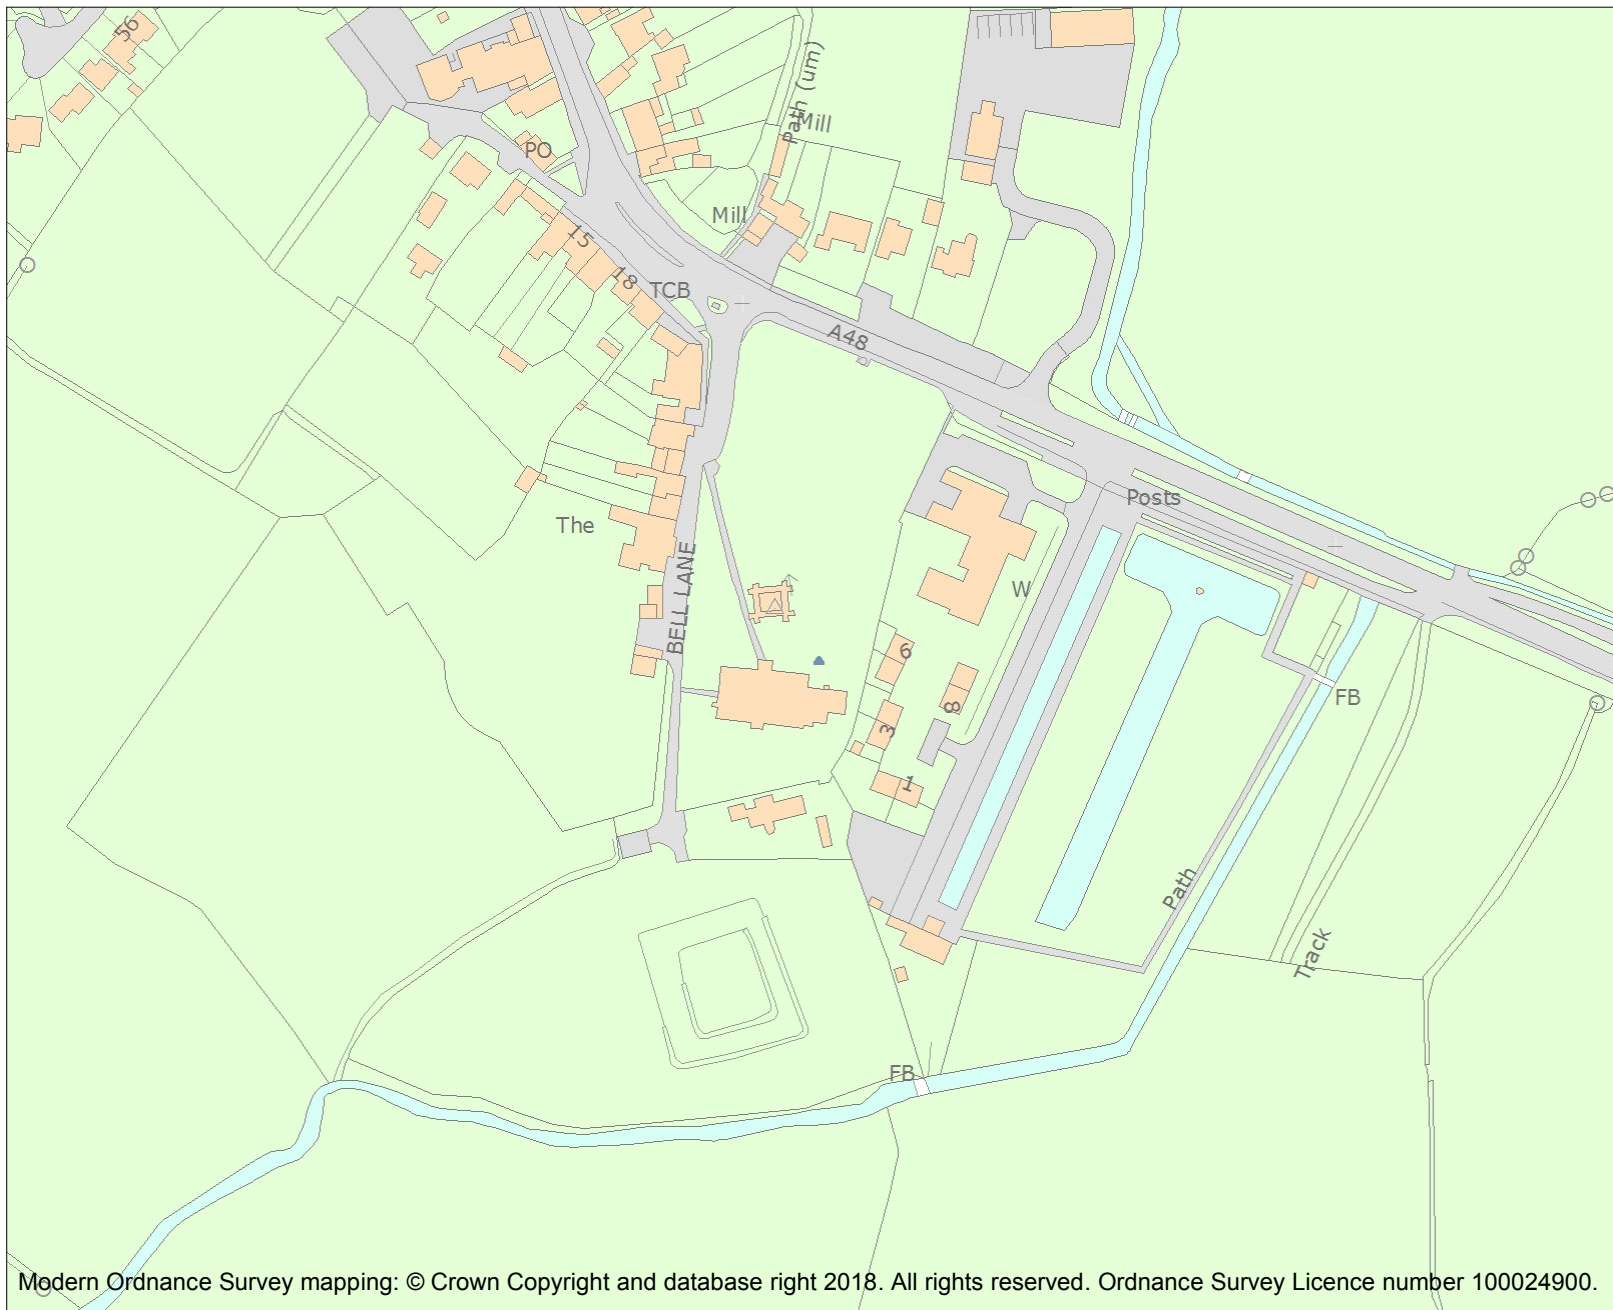 56
Path (um)
Mill
PO
Mill
15
18
TCB
A48
Posts
The
W
BELL LANE
6
FB
8
3
1
Path
Track
FB
Modern Ordnance Survey mapping: © Crown Copyright and database right 2018. All rights reserved. Ordnance Survey Licence number 100024900.